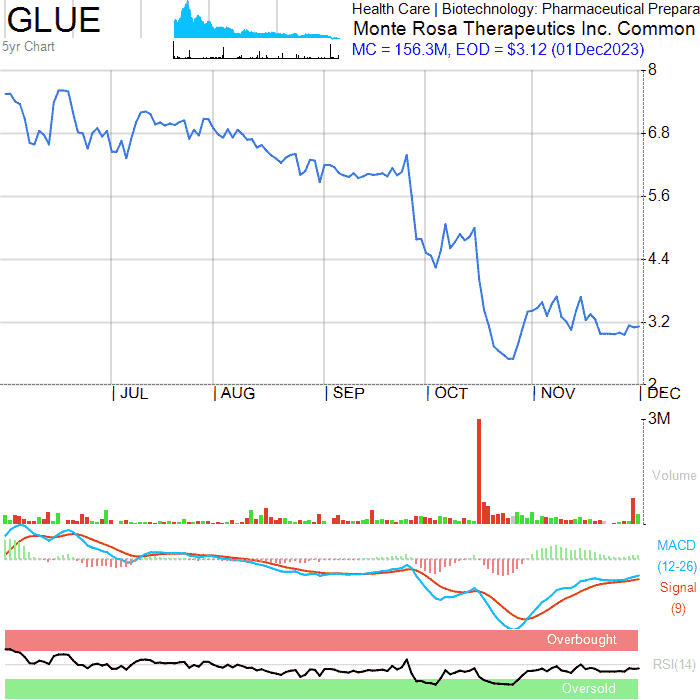 GLUE
5yr Chart
Health Care | Biotechnology: Pharmaceutical Prepara
Monte Rosa Therapeutics Inc. Common
MC = 156.3M, EOD = $3.12 (01Dec2023)
8
6.8
5.6
4.4
3.2
2
JUL
AUG
SEP
OCT
NOV
DEC
3M
Volume
MACD
(12-26)
Signal
(9)
Overbought
RSI(14)
Oversold